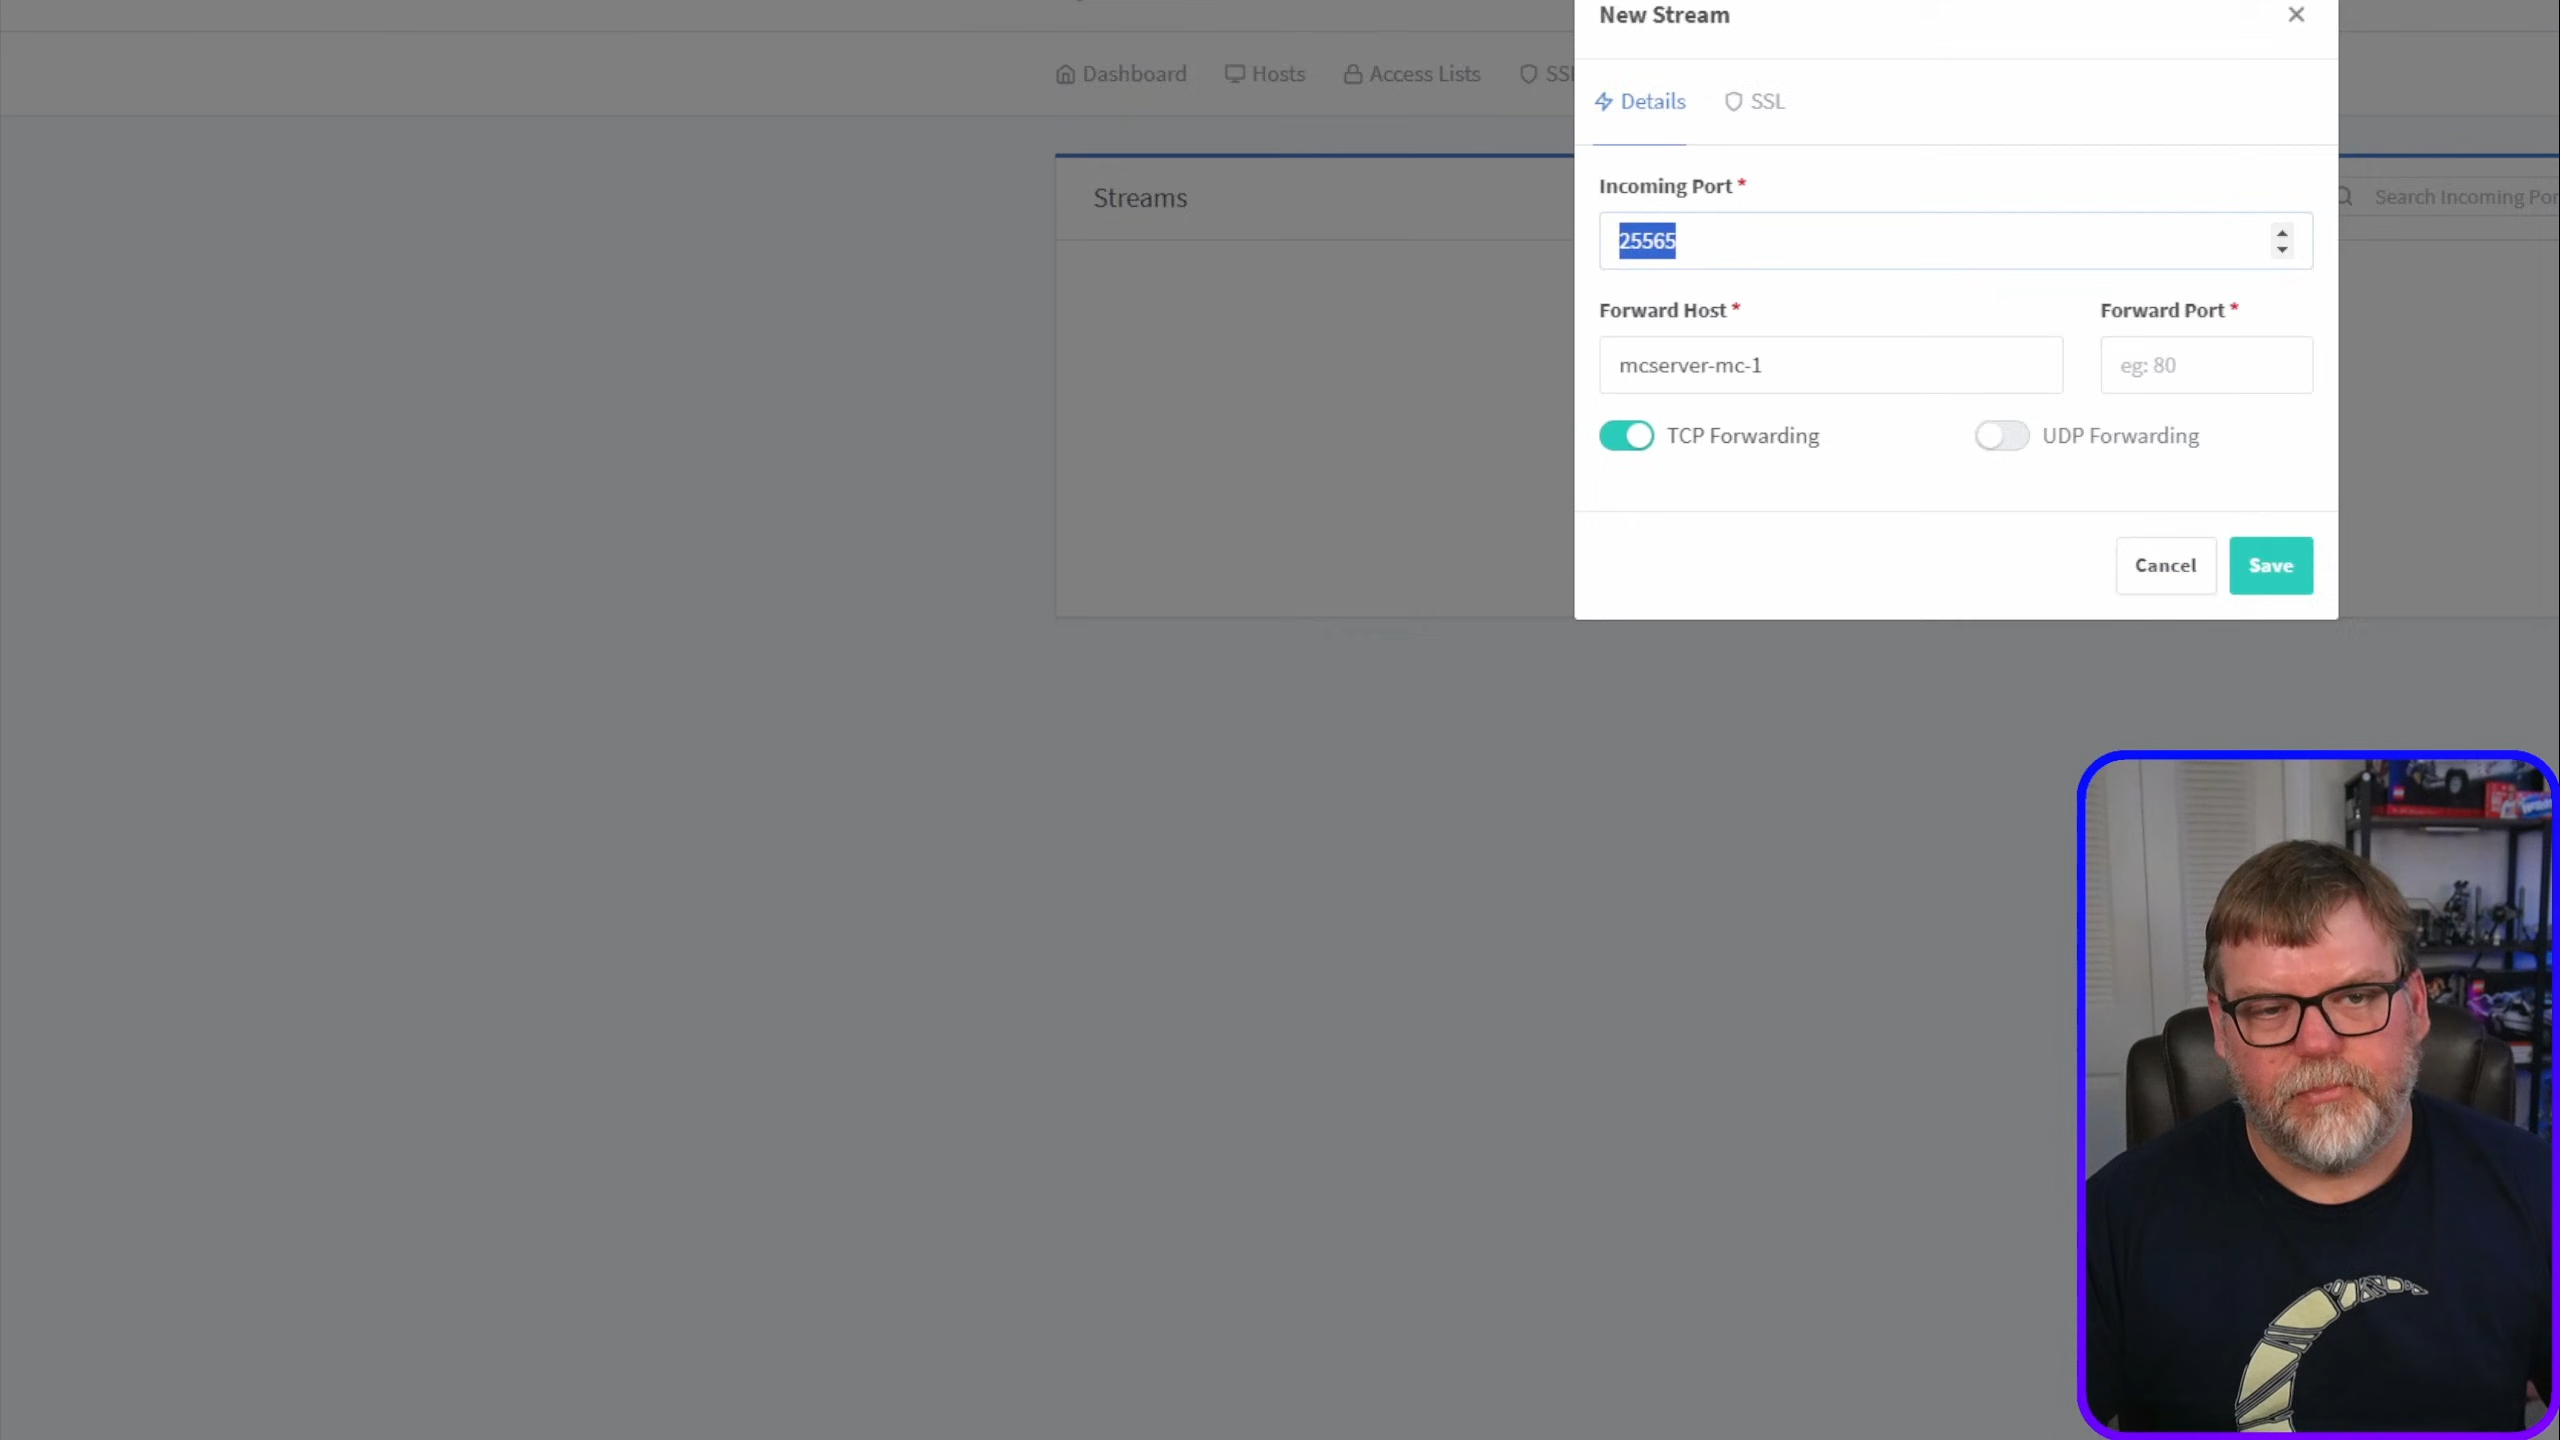 New Stream
Dashboard Hosts Access Lists SSL
Details SSL
Incoming Port *
Streams
Search Incoming Por
25565
Forward Host * Forward Port *
mcserver-mc-1 eg: 80
TCP Forwarding UDP Forwarding
Cancel Save